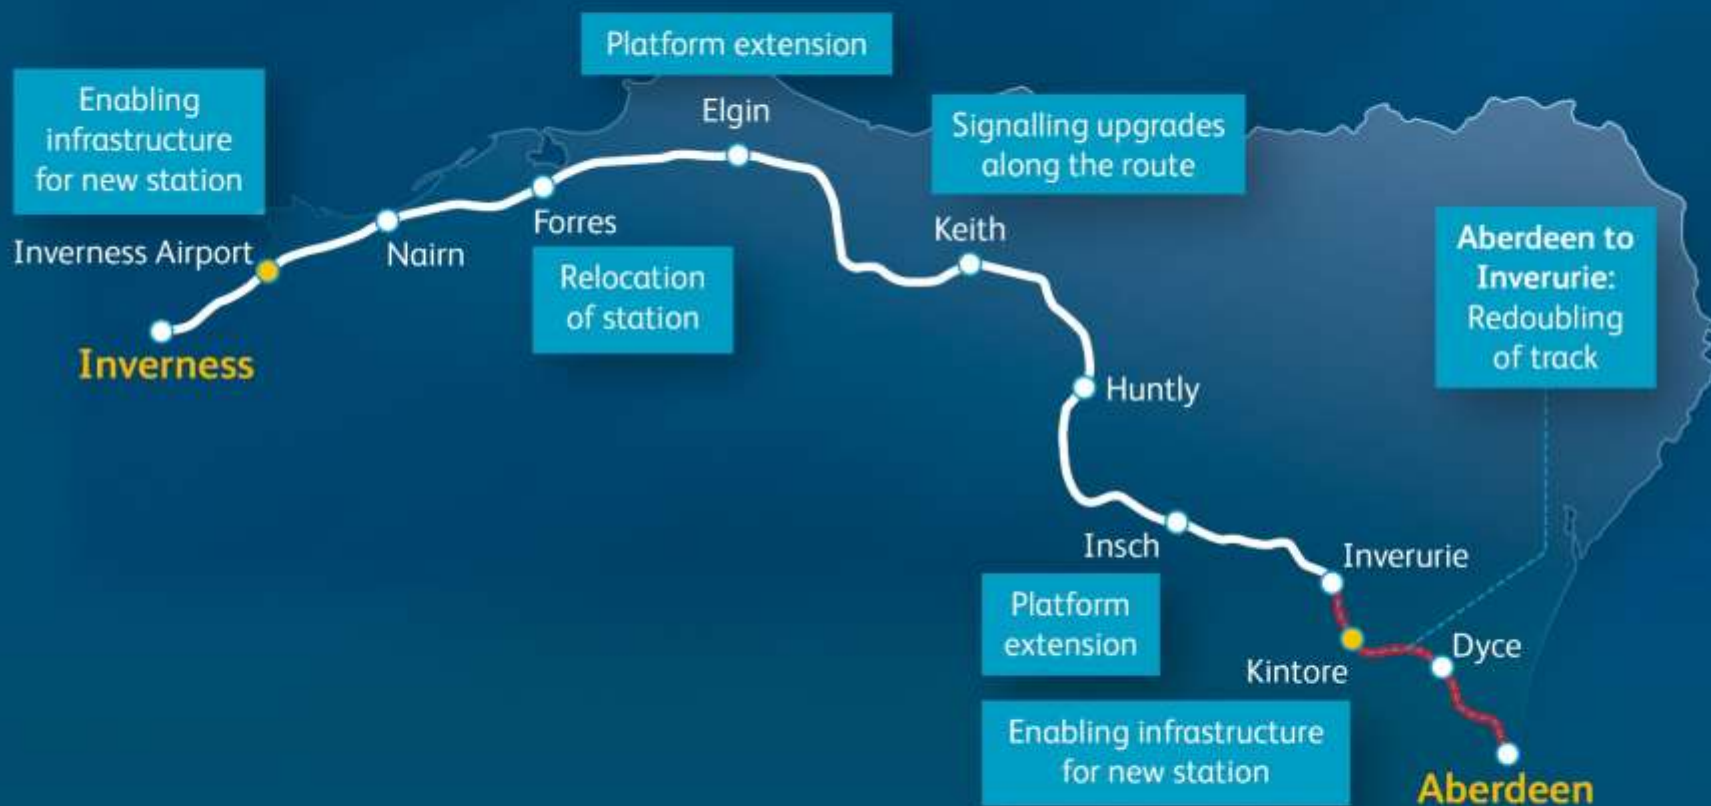 Platform extension
Enabling
infrastructure
for new station
Elgin
Signalling upgrades
along the route
Forres
Keith
Inverness Airport
Nairn
Aberdeen to
Inverurie:
Redoubling
of track
Relocation
of station
Inverness
Huntly
Insch
Inverurie
Platform
extension
Dyce
Kintore
Enabling infrastructure
for new station
Aberdeen